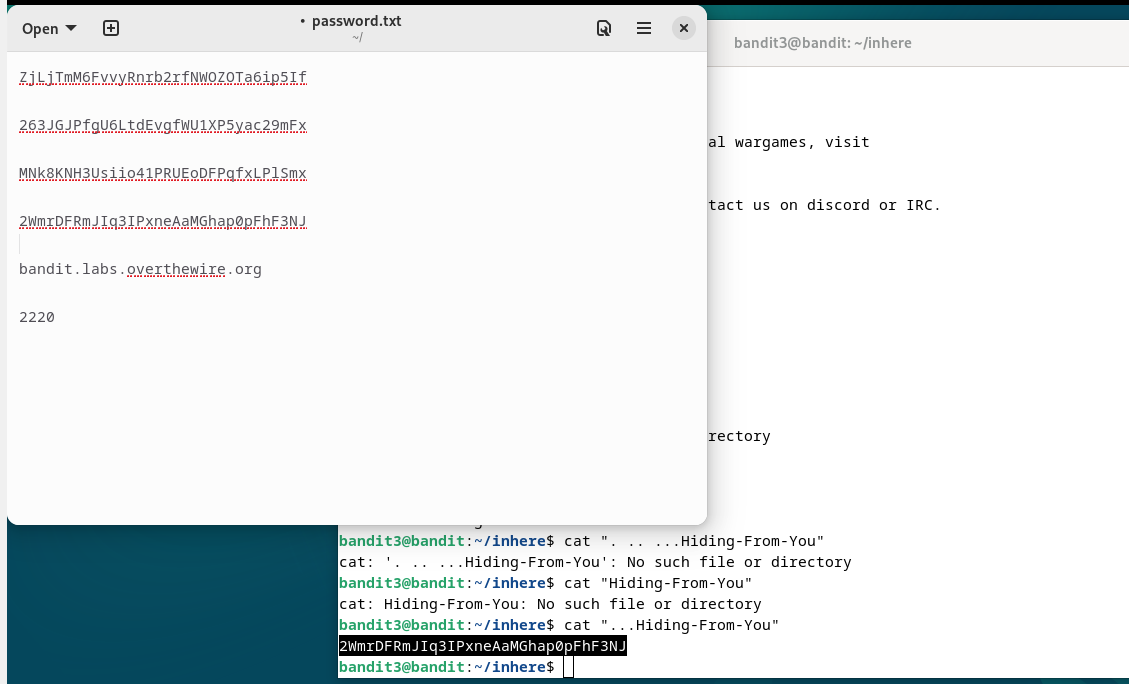 Open
• password.txt
~/
ZjLjTmM6FvvyRnrb2rfNWOZOTa6ip5If
263JGJPfgU6LtdEvgfWU1XP5yac29mFx
MNk8KNH3Usiio41PRUEoDFPqfxLPlSmx
2WmrDFRmJIq3IPxneAaMGhap0pFhF3NJ
bandit.labs.overthewire.org
2220
bandit3@bandit: ~/inhere
al wargames, visit
tact us on discord or IRC.
rectory
bandit3@bandit:~/inhere$ cat ". .. ...Hiding-From-You"
cat: '. .. ...Hiding-From-You': No such file or directory
bandit3@bandit:~/inhere$ cat "Hiding-From-You"
cat: Hiding-From-You: No such file or directory
bandit3@bandit:~/inhere$ cat "...Hiding-From-You"
2WmrDFRmJIq3IPxneAaMGhap0pFhF3NJ
bandit3@bandit:~/inhere$